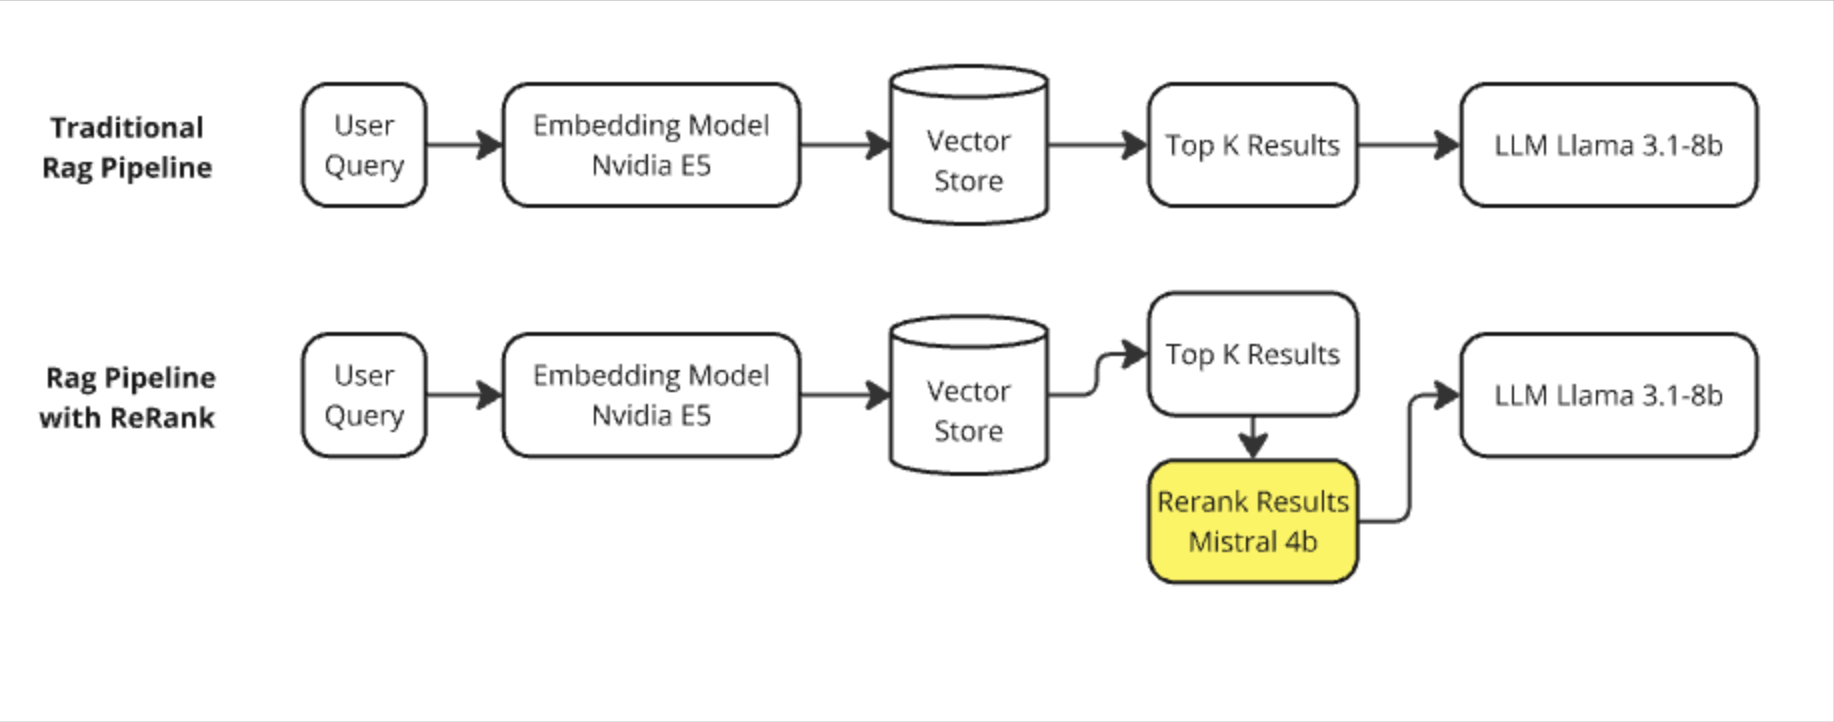 Traditional
Rag Pipeline
User
Query
Embedding Model
Nvidia E5
Vector
Store
Top K Results
LLM Llama 3.1-8b
Rag Pipeline
with ReRank
User
Query
Embedding Model
Nvidia E5
Vector
Store
Top K Results
Rerank Results
Mistral 4b
LLM Llama 3.1-8b